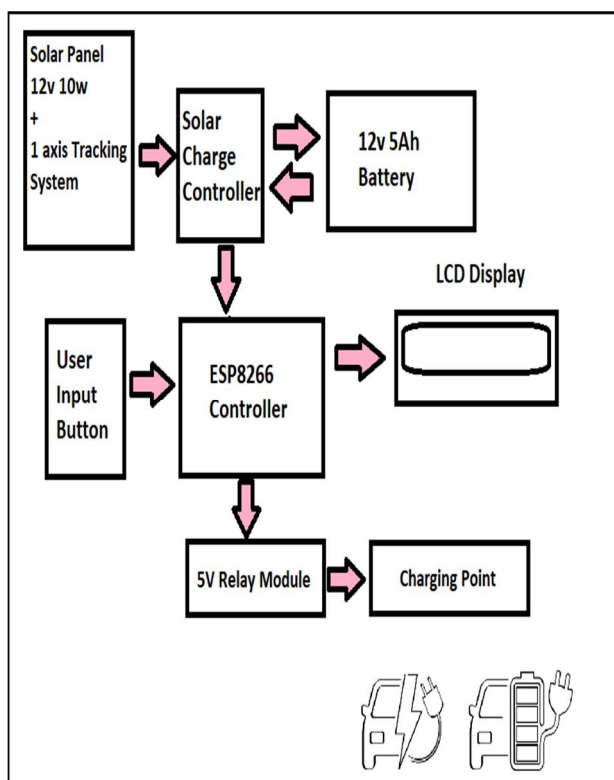 Solar Panel
12v 10w
+
1 axis Tracking
System
Solar
Charge
Controller
12v 5Ah
Battery
LCD Display
User
Input
Button
ESP8266
Controller
5V Relay Module
Charging Point